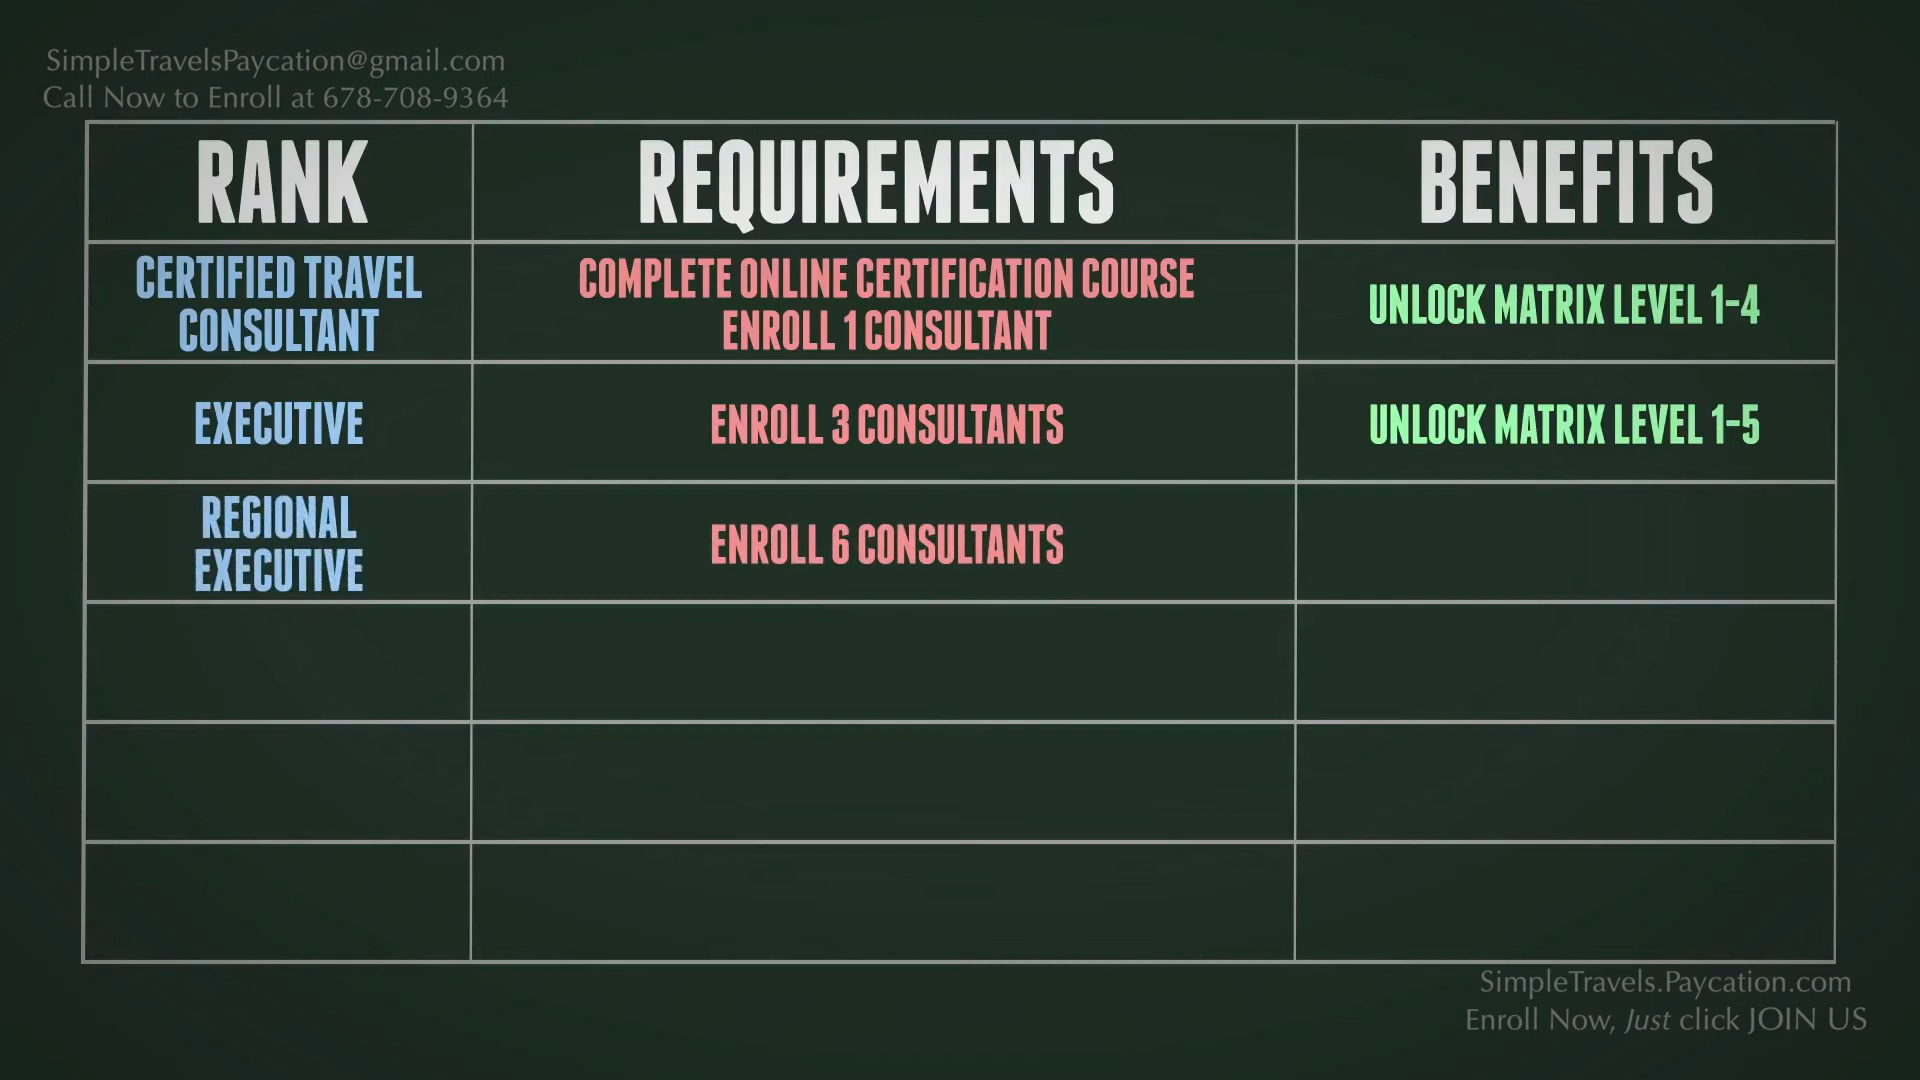 SimpleTravelsPaycation@gmail.com
Call Now to Enroll at 678-708-9364
RANK REQUIREMENTS BENEFITS
CERTIFIED TRAVEL
CONSULTANT
COMPLETE ONLINE CERTIFICATION COURSE
ENROLL 1 CONSULTANT
UNLOCK MATRIX LEVEL 1-4
EXECUTIVE ENROLL 3 CONSULTANTS UNLOCK MATRIX LEVEL 1-5
REGIONAL
EXECUTIVE
ENROLL 6 CONSULTANTS
SimpleTravels.Paycation.com
Enroll Now, Just click JOIN US